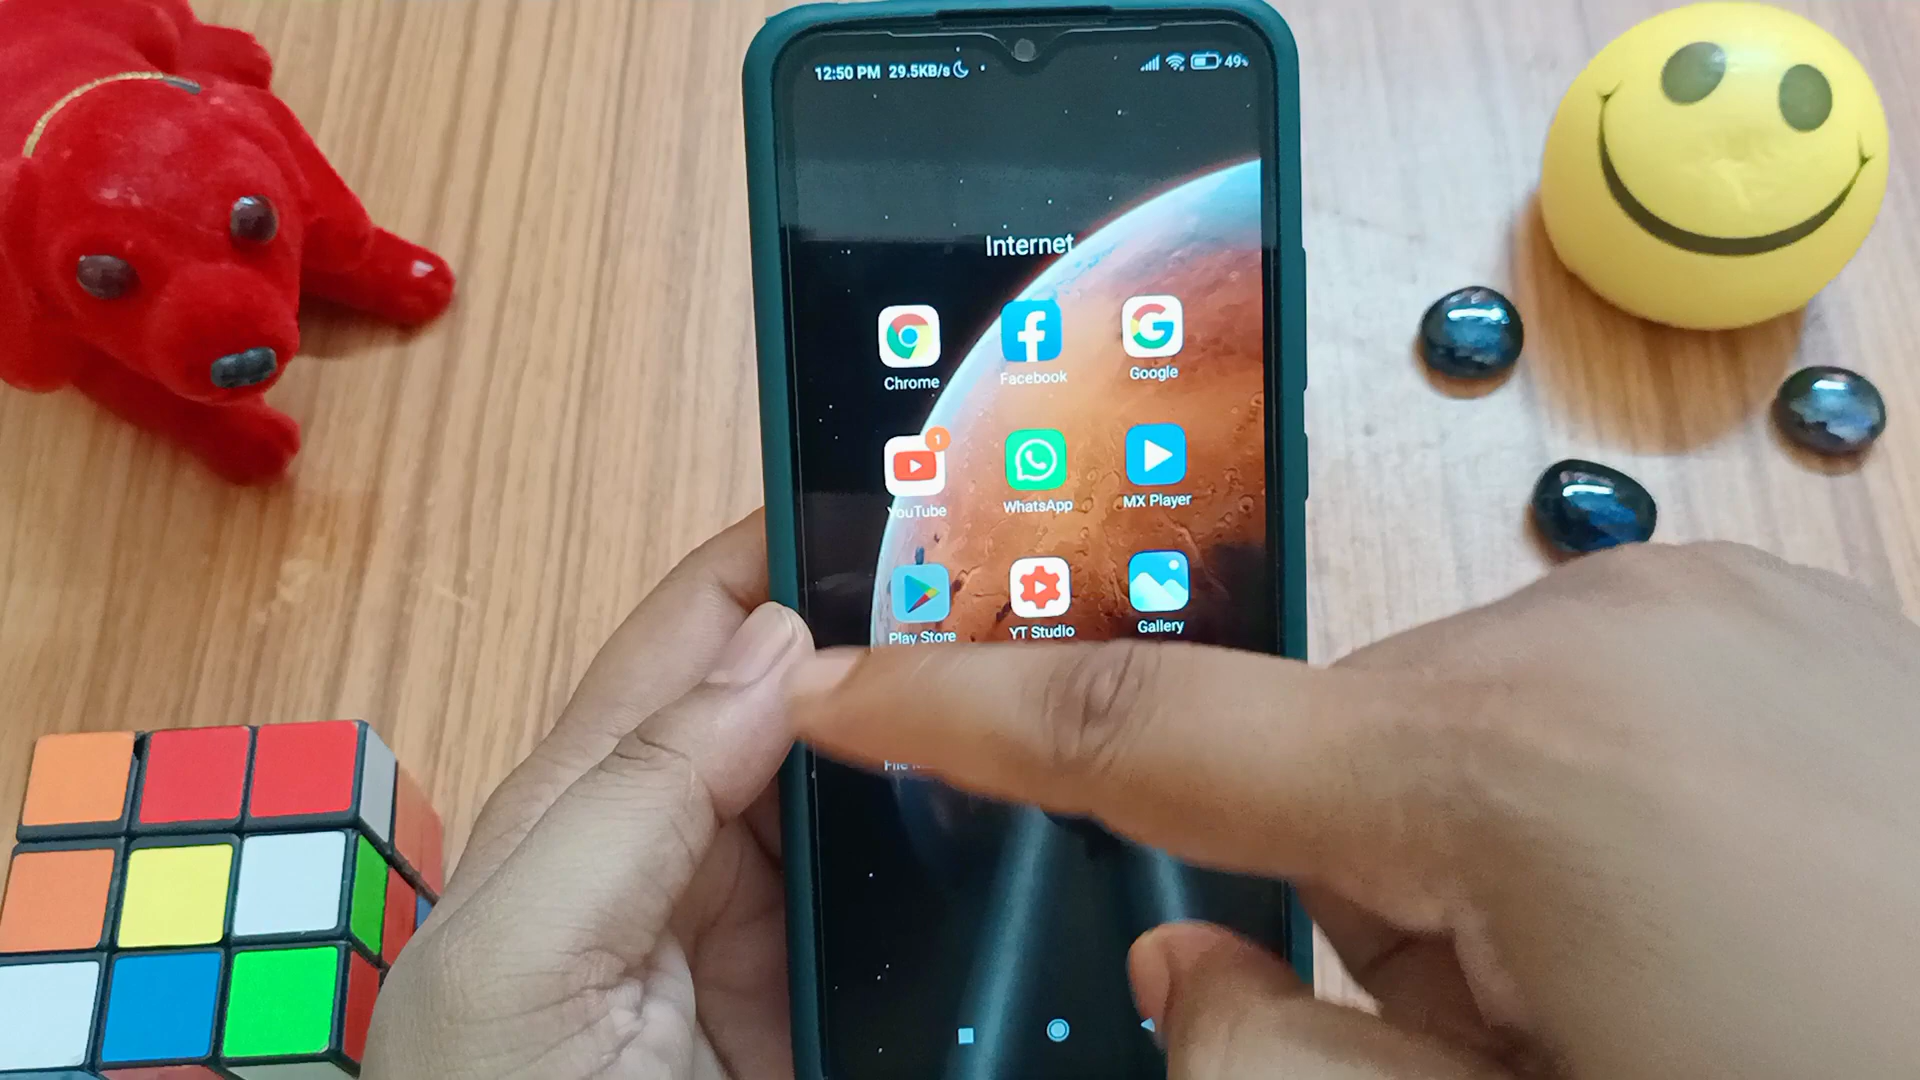 12:50 PM 29.5KB/s 49%
Internet
Chrome Facebook Google
1
YouTube WhatsApp MX Player
Play Store YT Studio Gallery
File